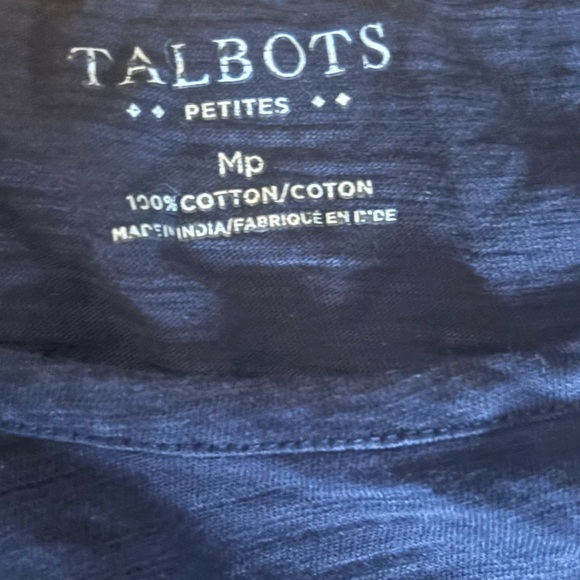 TALBOTS
PETITES
Mp
100% COTTON/COTON
MADE IN INDIA/FABRIQUÉ EN INDE